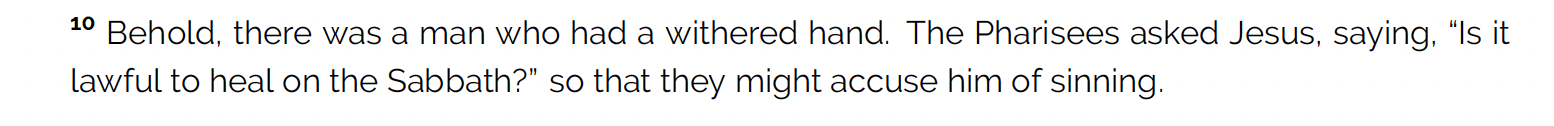 10 Behold, there was a man who had a withered hand. The Pharisees asked Jesus, saying, “Is it
lawful to heal on the Sabbath?” so that they might accuse him of sinning.